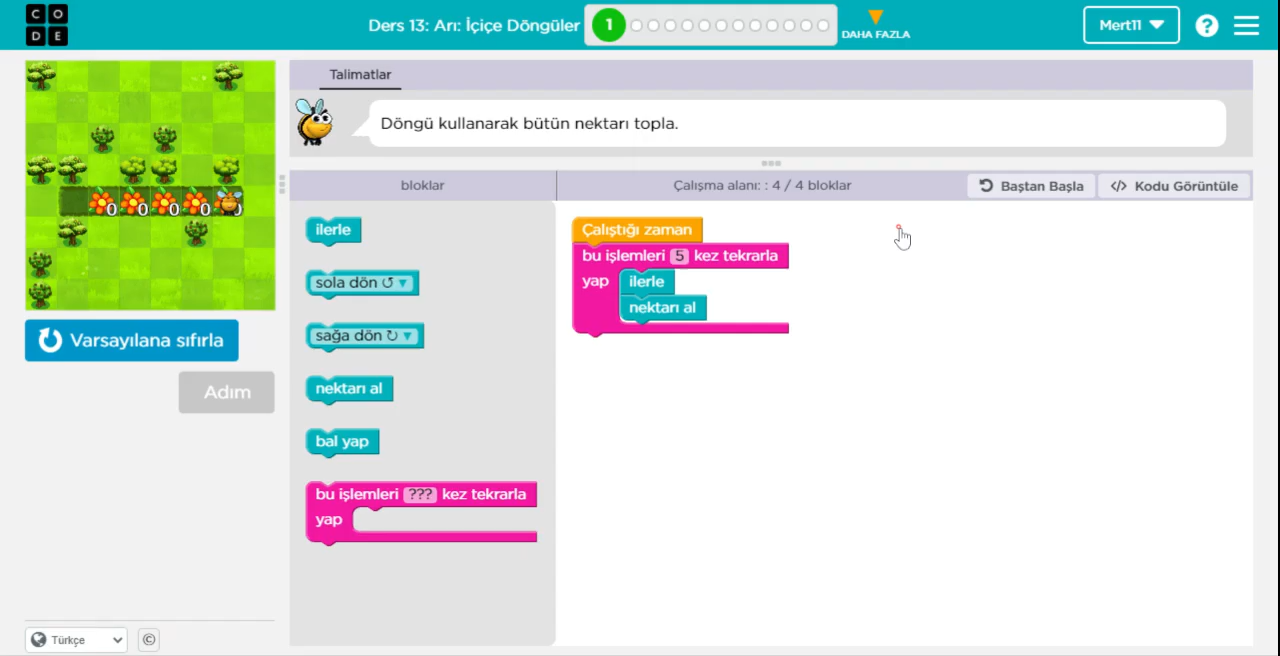 C O
D E
Ders 13: Arı: İçiçe Döngüler
1
DAHA FAZLA
Mert11
?
Talimatlar
Döngü kullanarak bütün nektarı topla.
bloklar
Çalışma alanı: : 4 / 4 bloklar
Baştan Başla
</> Kodu Görüntüle
0 0 0 0
Varsayılana sıfırla
Adım
ilerle
sola dön ↺
sağa dön ↻
nektarı al
bal yap
bu işlemleri ??? kez tekrarla
yap
Çalıştığı zaman
bu işlemleri 5 kez tekrarla
yap ilerle
nektarı al
Türkçe
©